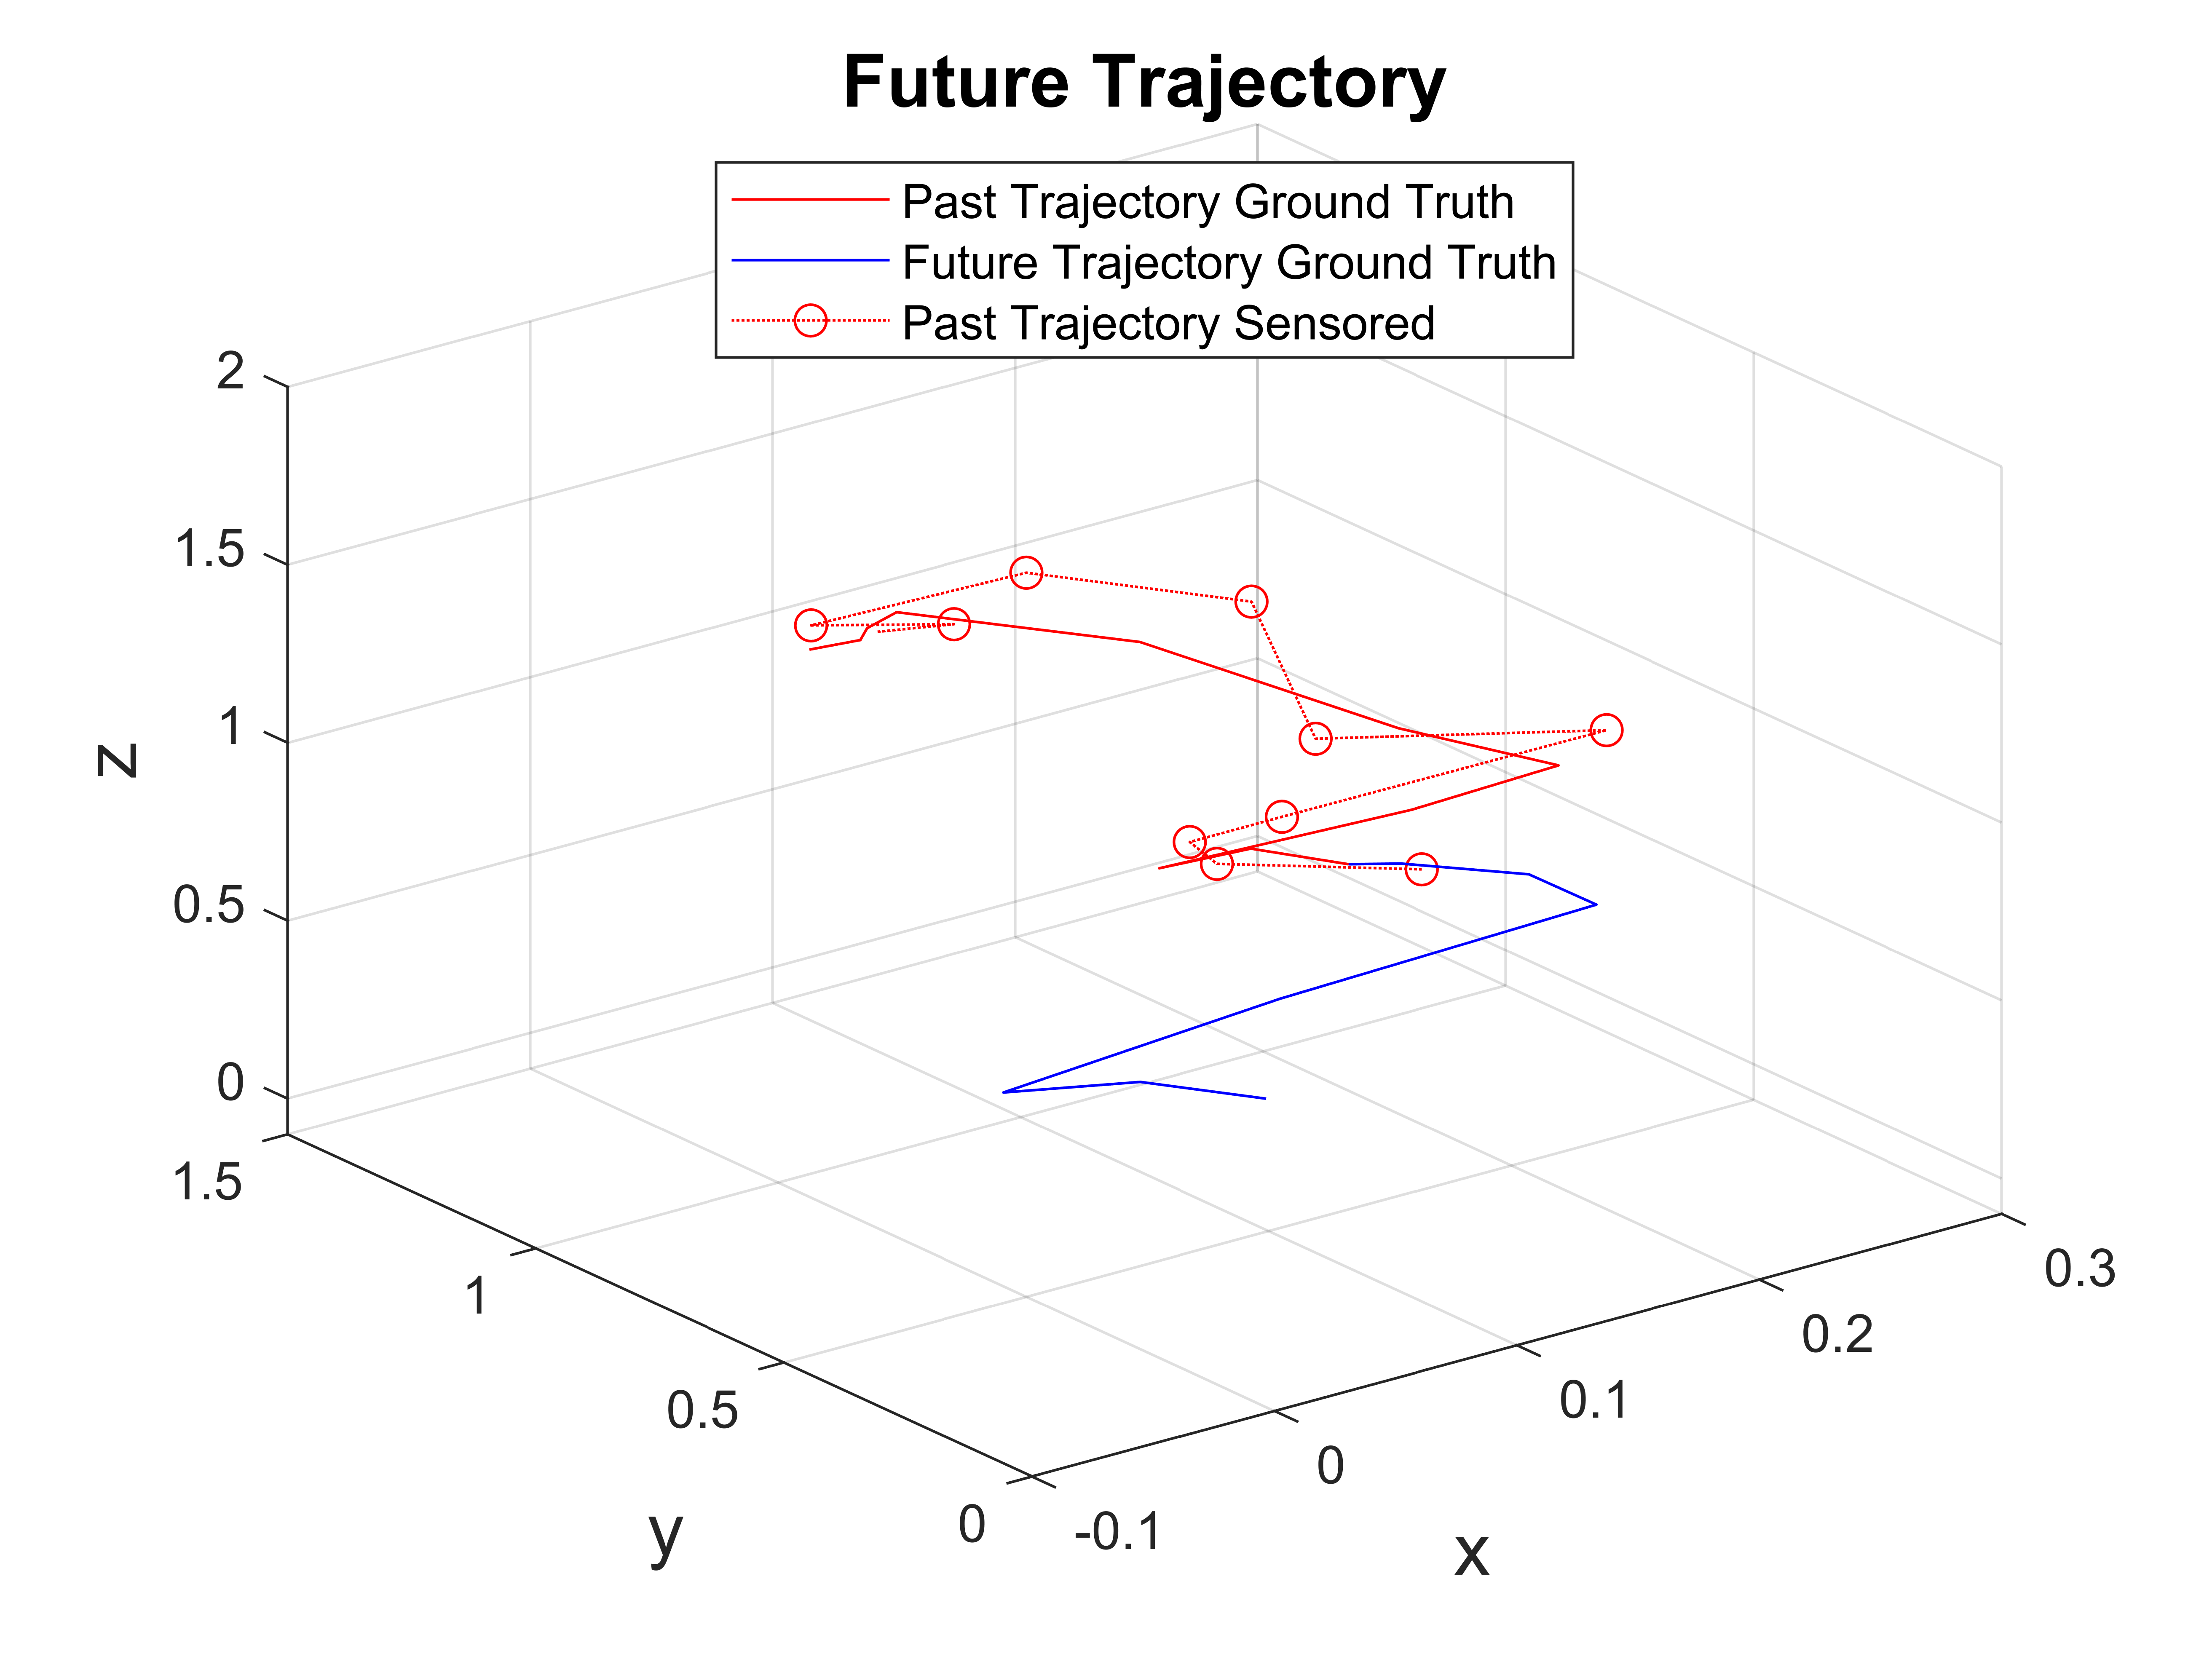 Future Trajectory
Past Trajectory Ground Truth
Future Trajectory Ground Truth
Past Trajectory Sensored
2
1.5
1
0.5
0
z
1.5
1
0.5
0
y
-0.1
0
0.1
0.2
0.3
x